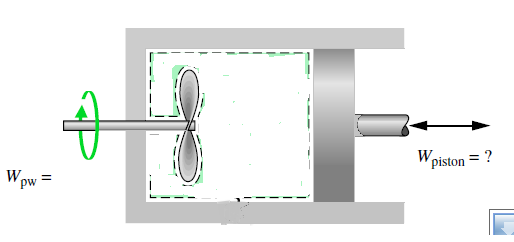 W_pw =
W_piston = ?